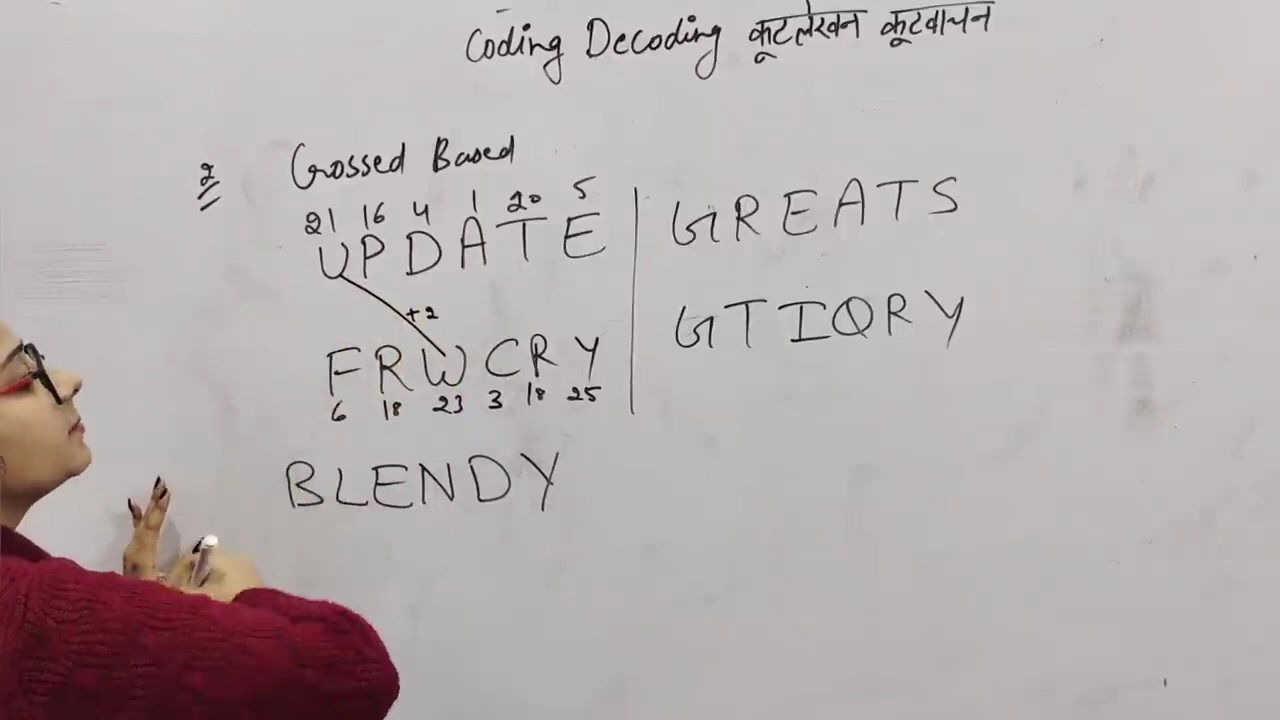 Coding Decoding कूटलेखन कूटवाचन
2 Crossed Based
21 16 4 1 20 5
UPDATE
+2
FRWCRY
6 18 23 3 18 25
BLENDY
GREATS
GTIQRY